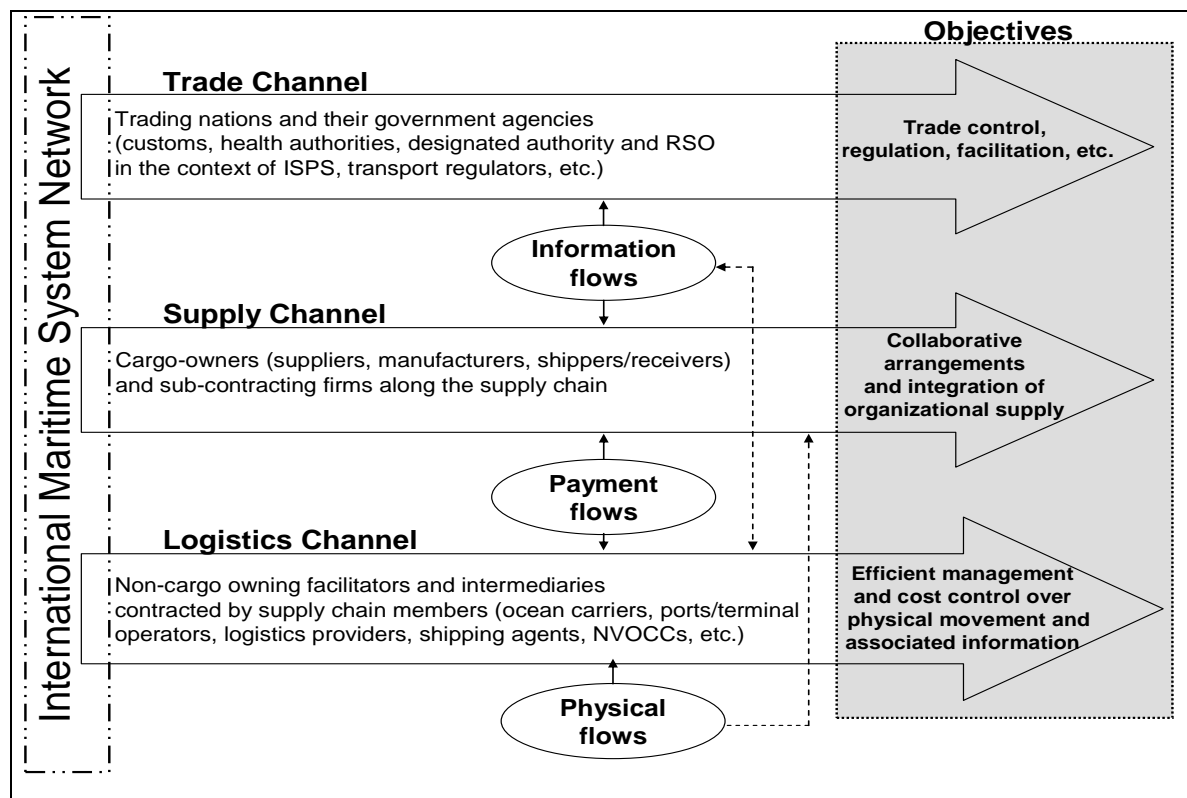 International Maritime System Network
Objectives
Trade Channel
Trading nations and their government agencies
(customs, health authorities, designated authority and RSO
in the context of ISPS, transport regulators, etc.)
Trade control,
regulation, facilitation, etc.
Information
flows
Supply Channel
Cargo-owners (suppliers, manufacturers, shippers/receivers)
and sub-contracting firms along the supply chain
Collaborative
arrangements
and integration of
organizational supply
Payment
flows
Logistics Channel
Non-cargo owning facilitators and intermediaries
contracted by supply chain members (ocean carriers, ports/terminal
operators, logistics providers, shipping agents, NVOCCs, etc.)
Efficient management
and cost control over
physical movement and
associated information
Physical
flows